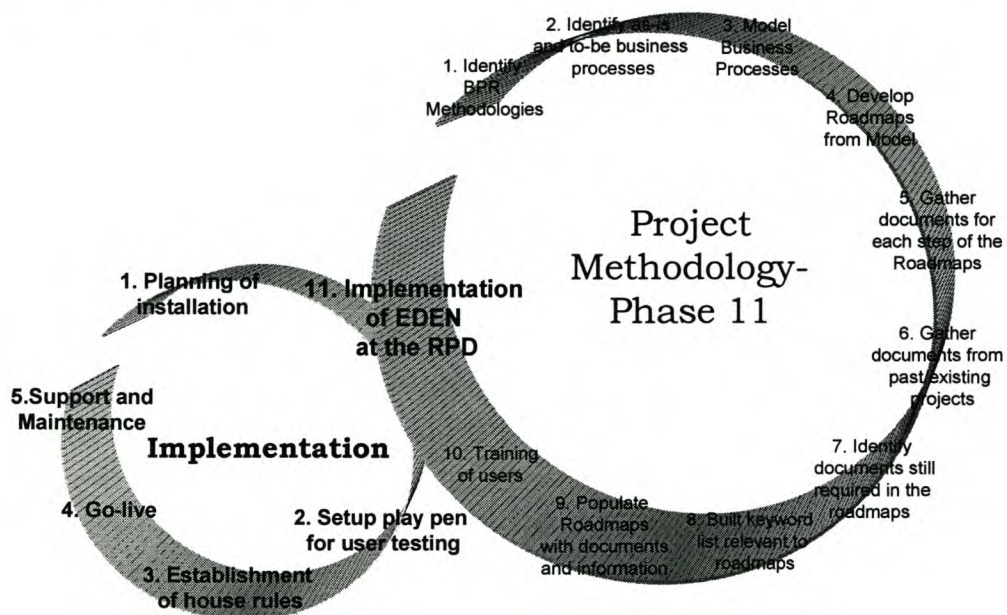 Project
Methodology-
Phase 11
1. Identify
BPR
Methodologies
2. Identify as-is
and to-be business
processes
3. Model
Business
Processes
4. Develop
Roadmaps
from Model
5. Gather
documents for
each step of the
Roadmaps
6. Gather
documents from
past existing
projects
7. Identify
documents still
required in the
roadmaps
8. Built keyword
list relevant to
roadmaps
9. Populate
Roadmaps
with documents
and information
10. Training
of users
11. Implementation
of EDEN
at the RPD
Implementation
1. Planning of
installation
2. Setup play pen
for user testing
3. Establishment
of house rules
4. Go-live
5.Support and
Maintenance